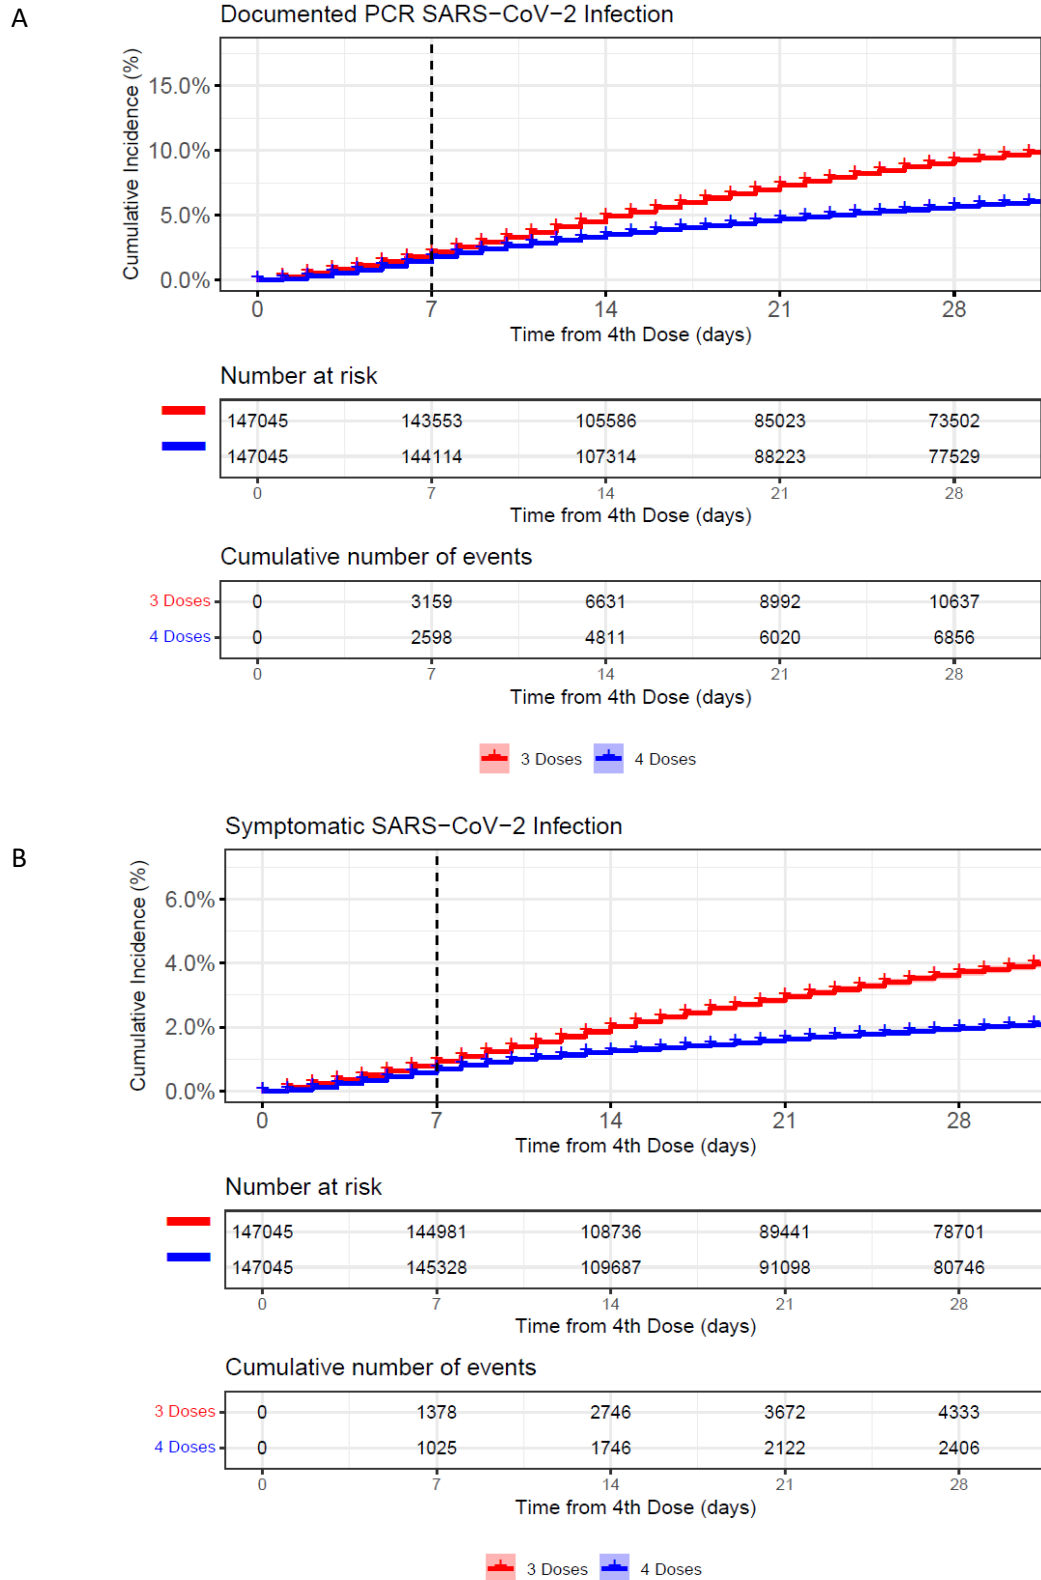 A
Documented PCR SARS−CoV−2 Infection
Cumulative Incidence (%)
15.0%
10.0%
5.0%
0.0%
0 7 14 21 28
Time from 4th Dose (days)
Number at risk
147045 143553 105586 85023 73502
147045 144114 107314 88223 77529
0 7 14 21 28
Time from 4th Dose (days)
Cumulative number of events
3 Doses 0 3159 6631 8992 10637
4 Doses 0 2598 4811 6020 6856
0 7 14 21 28
Time from 4th Dose (days)
3 Doses 4 Doses
B
Symptomatic SARS−CoV−2 Infection
Cumulative Incidence (%)
6.0%
4.0%
2.0%
0.0%
0 7 14 21 28
Time from 4th Dose (days)
Number at risk
147045 144981 108736 89441 78701
147045 145328 109687 91098 80746
0 7 14 21 28
Time from 4th Dose (days)
Cumulative number of events
3 Doses 0 1378 2746 3672 4333
4 Doses 0 1025 1746 2122 2406
0 7 14 21 28
Time from 4th Dose (days)
3 Doses 4 Doses